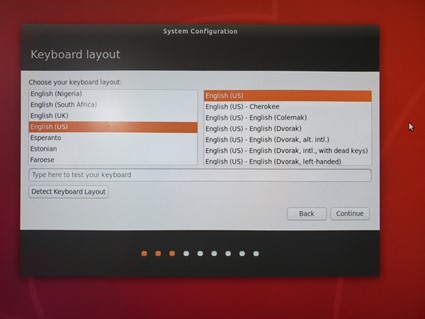 System Configuration
Keyboard layout
Choose your keyboard layout:
English (Nigeria)
English (South Africa)
English (UK)
English (US)
Esperanto
Estonian
Faroese
English (US)
English (US) - Cherokee
English (US) - English (Colemak)
English (US) - English (Dvorak)
English (US) - English (Dvorak, alt. intl.)
English (US) - English (Dvorak, intl., with dead keys)
English (US) - English (Dvorak, left-handed)
Type here to test your keyboard
Detect Keyboard Layout
Back
Continue